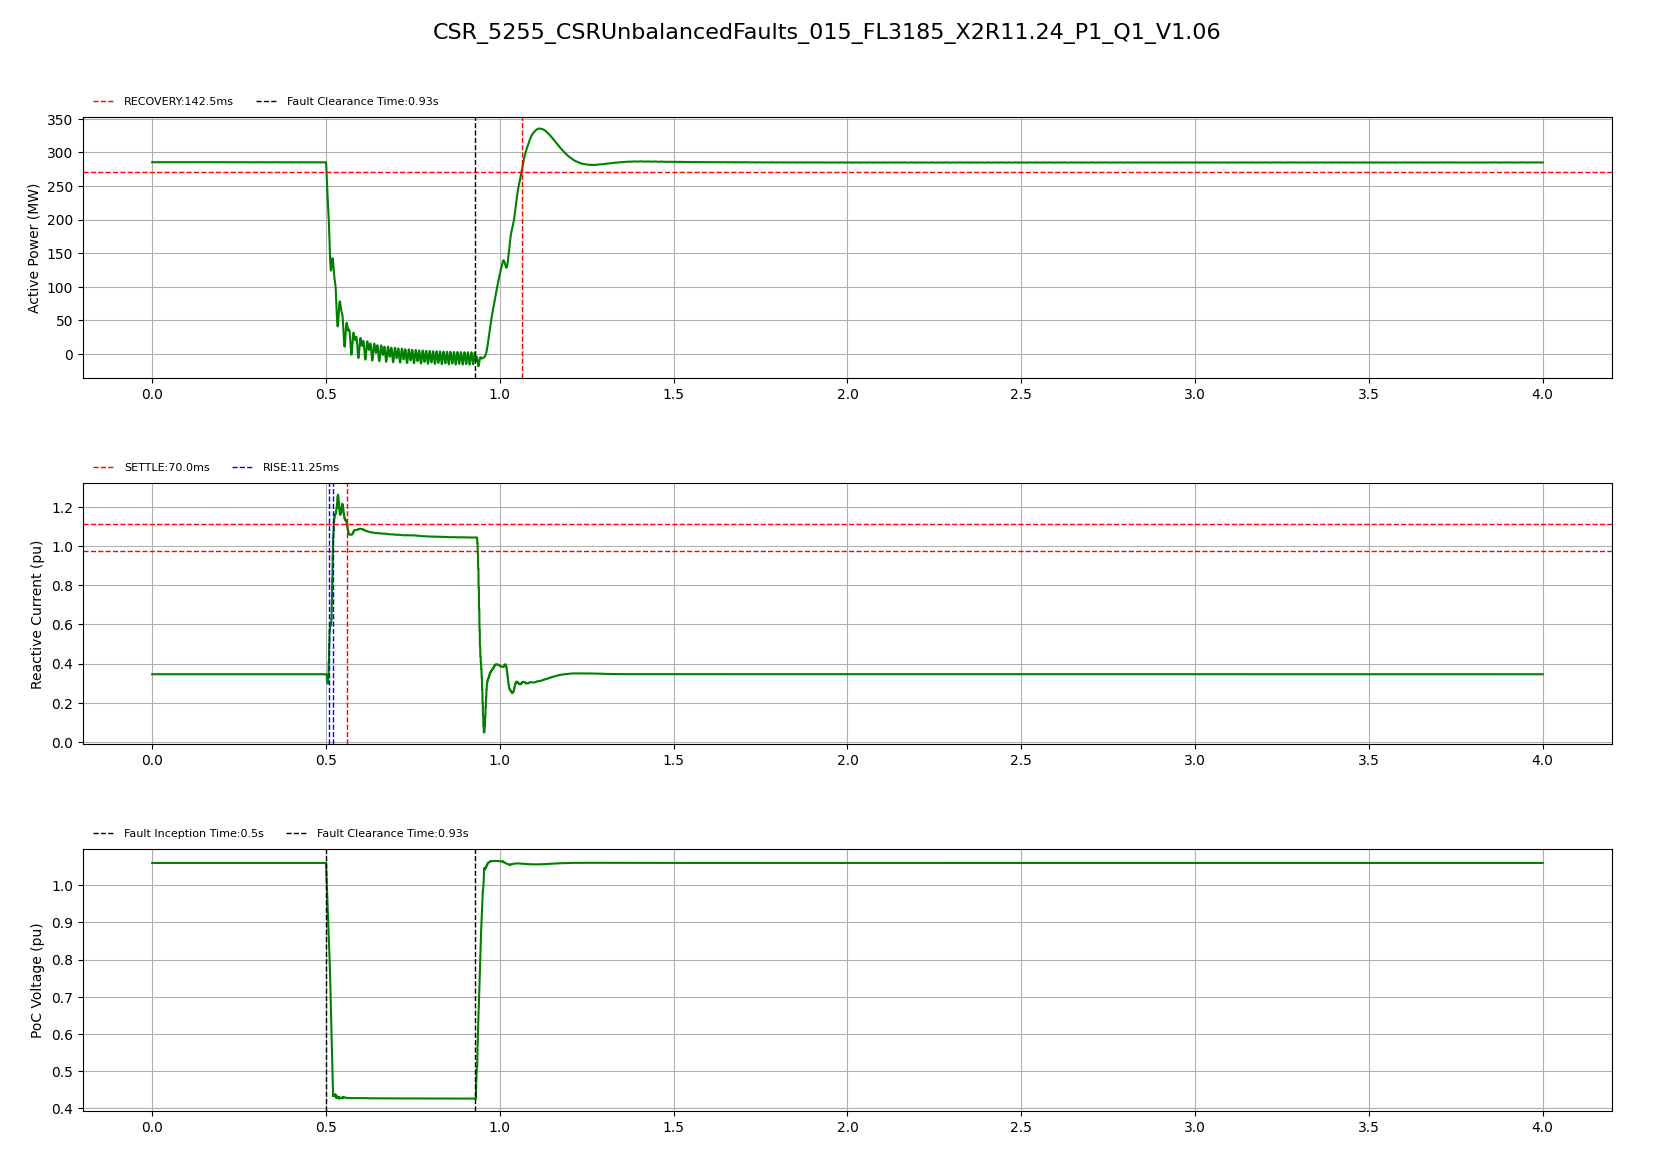 CSR_5255_CSRUnbalancedFaults_015_FL3185_X2R11.24_P1_Q1_V1.06
RECOVERY:142.5ms Fault Clearance Time:0.93s
Active Power (MW)
350
300
250
200
150
100
50
0
0.0 0.5 1.0 1.5 2.0 2.5 3.0 3.5 4.0
SETTLE:70.0ms RISE:11.25ms
Reactive Current (pu)
1.2
1.0
0.8
0.6
0.4
0.2
0.0
0.0 0.5 1.0 1.5 2.0 2.5 3.0 3.5 4.0
Fault Inception Time:0.5s Fault Clearance Time:0.93s
PoC Voltage (pu)
1.0
0.9
0.8
0.7
0.6
0.5
0.4
0.0 0.5 1.0 1.5 2.0 2.5 3.0 3.5 4.0